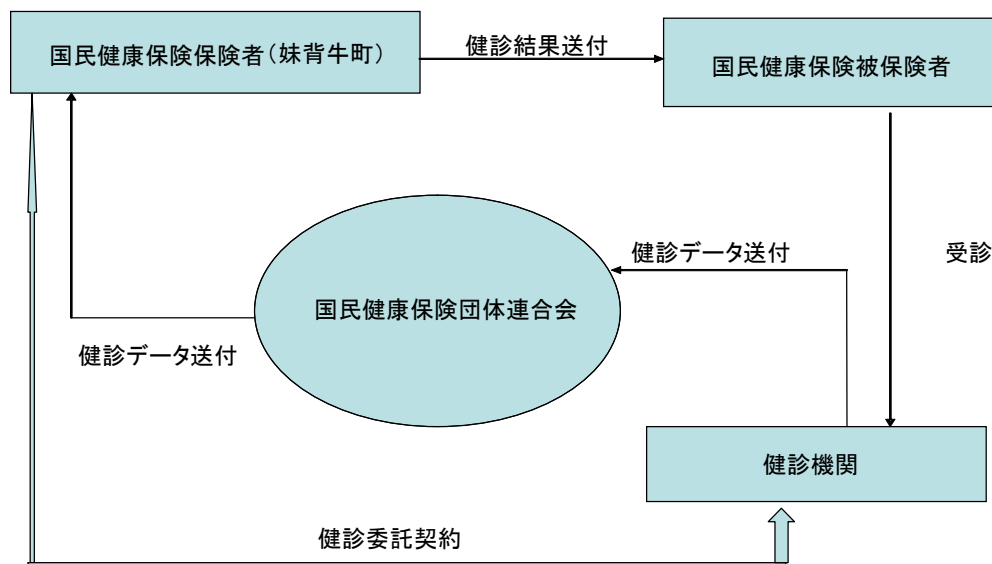 国民健康保険保険者（妹背牛町）
健診結果送付
国民健康保険被保険者
健診データ送付
受診
国民健康保険団体連合会
健診データ送付
健診機関
健診委託契約